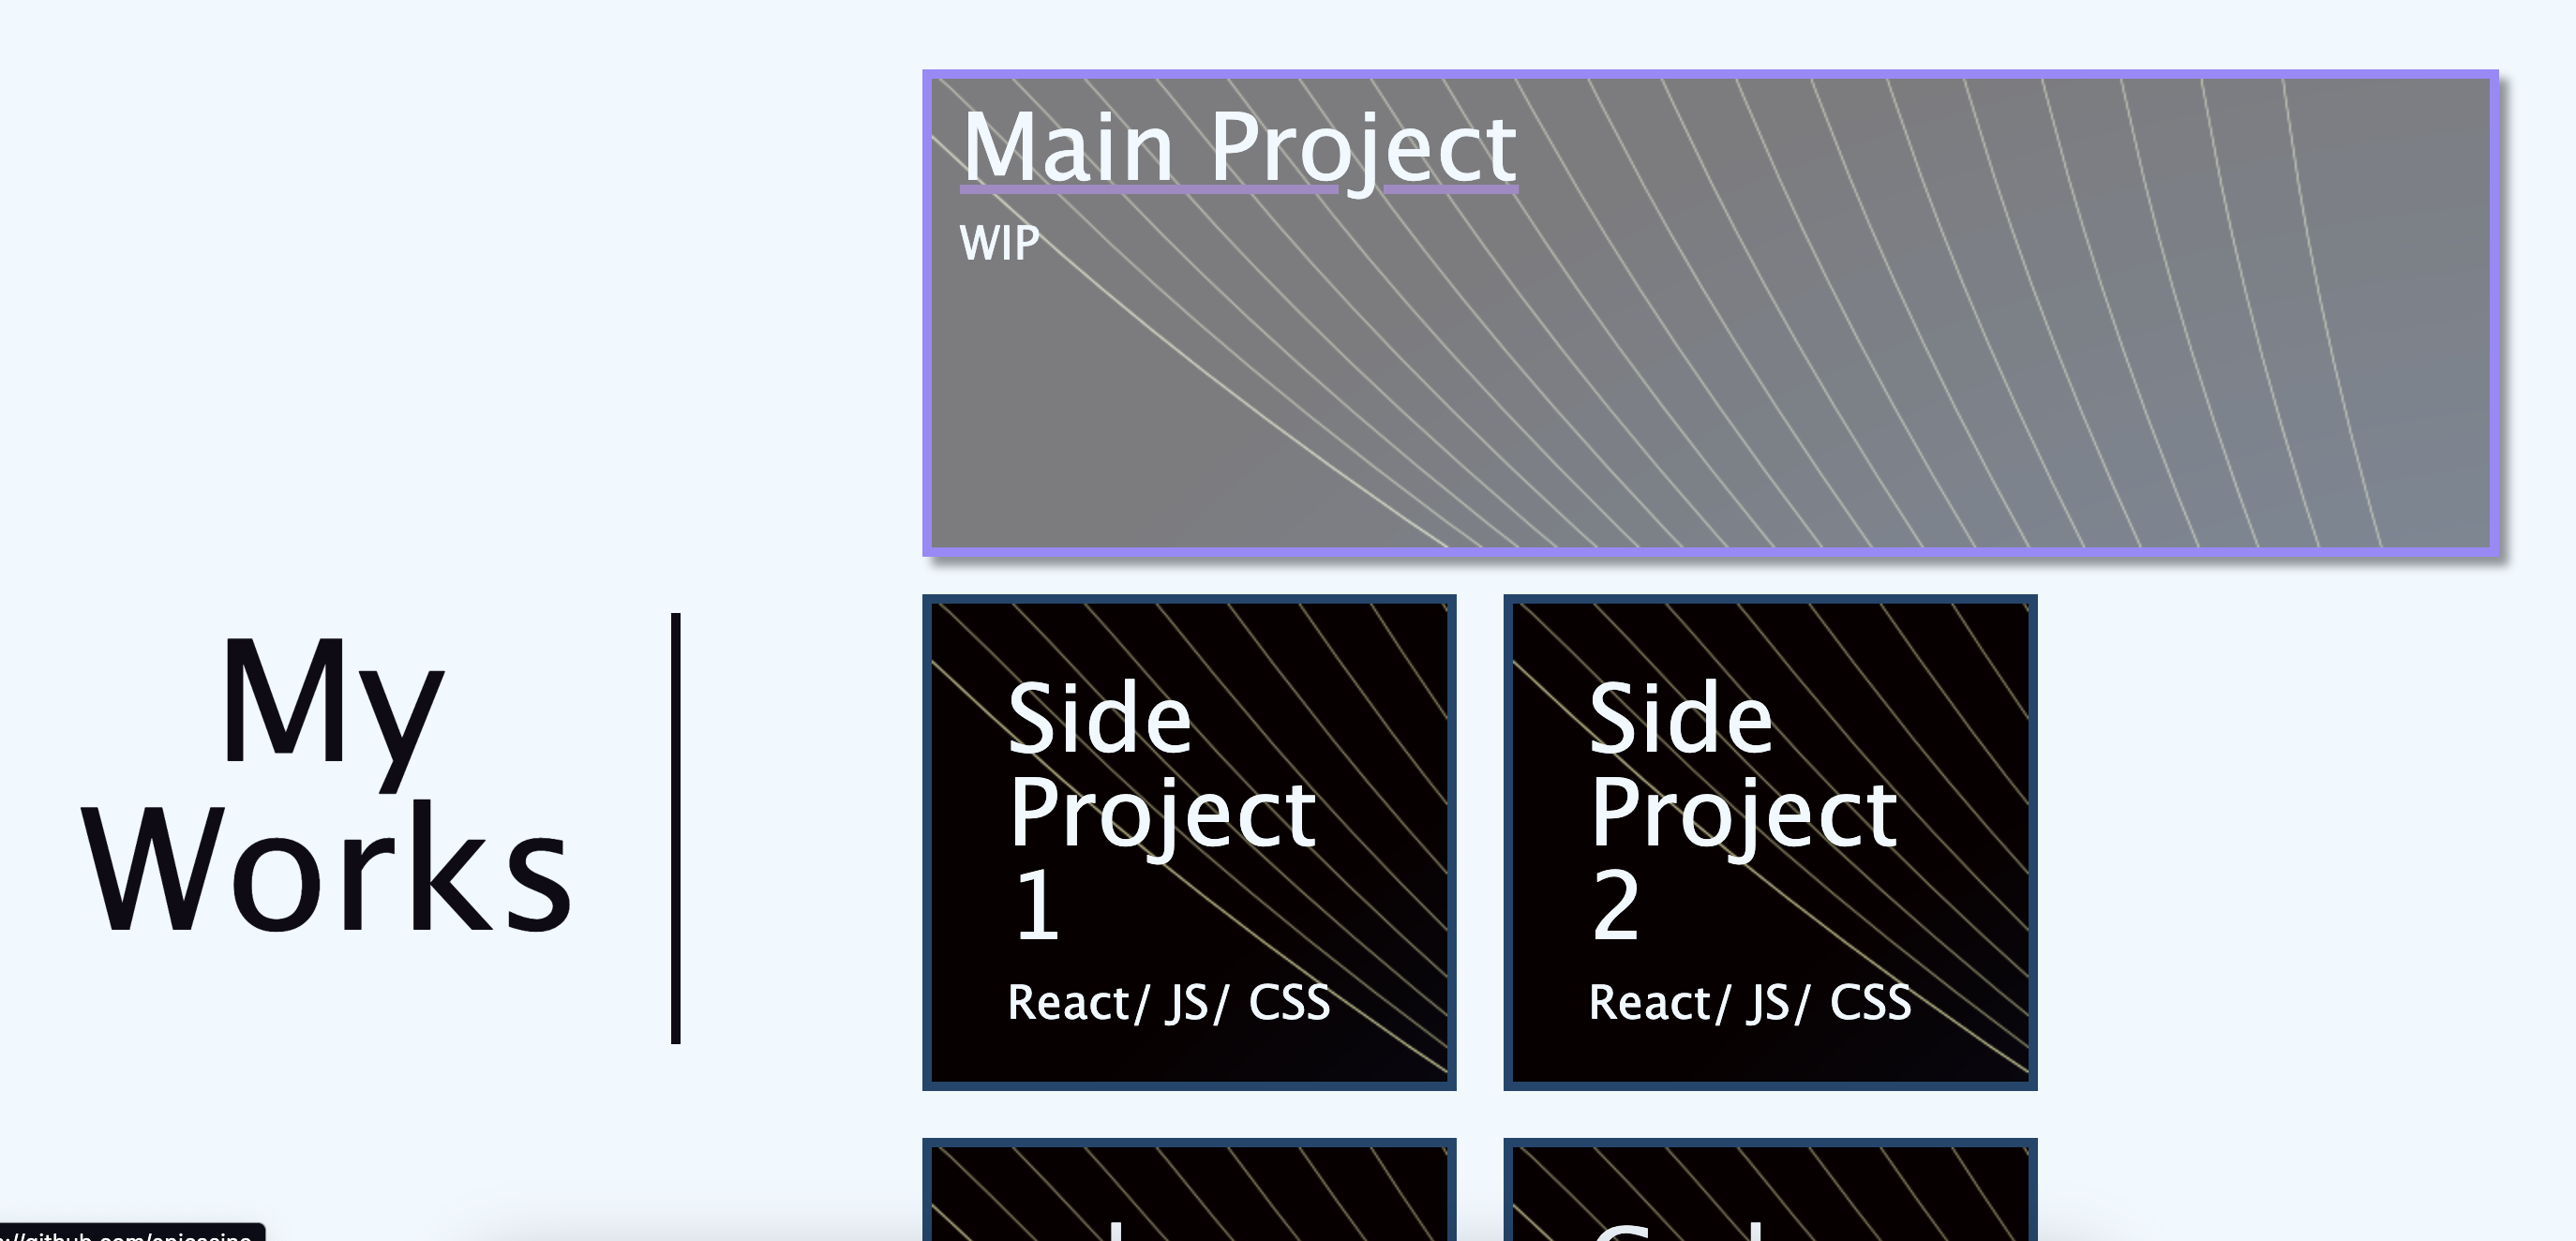 Main Project
WIP
My
Works
Side
Project
1
React/ JS/ CSS
Side
Project
2
React/ JS/ CSS